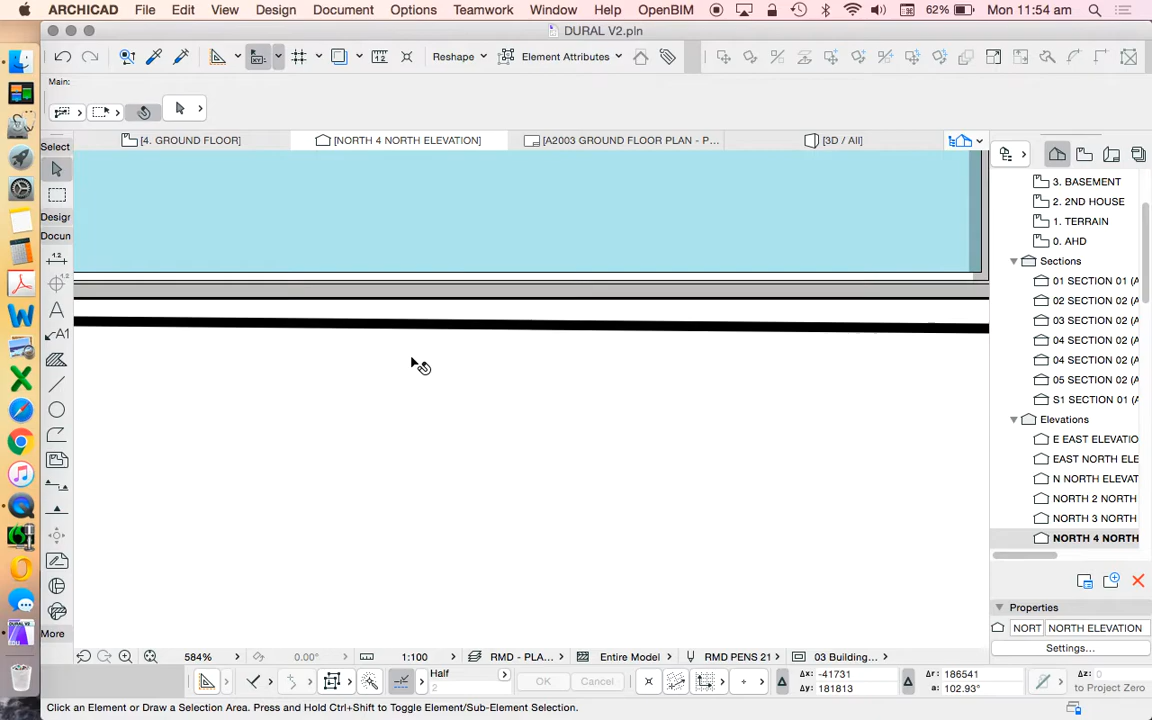 ARCHICAD File Edit View Design Document Options Teamwork Window Help OpenBIM 62% Mon 11:54 am
DURAL V2.pln
Reshape Element Attributes
Main:
[4. GROUND FLOOR] [NORTH 4 NORTH ELEVATION] [A2003 GROUND FLOOR PLAN - P... [3D / All]
Select
Design
Docum
1.2
A
A1
More
3. BASEMENT
2. 2ND HOUSE
1. TERRAIN
0. AHD
Sections
01 SECTION 01 (A
02 SECTION 02 (A
03 SECTION 02 (A
04 SECTION 02 (A
04 SECTION 02 (A
05 SECTION 02 (A
S1 SECTION 01 (A
Elevations
E EAST ELEVATIO
EAST NORTH ELE
N NORTH ELEVAT
NORTH 2 NORTH
NORTH 3 NORTH
NORTH 4 NORTH
Properties
NORT NORTH ELEVATION
Settings...
584% 0.00° 1:100 RMD - PLA... Entire Model RMD PENS 21 03 Building...
Half
2
OK Cancel
Δx: -41731
Δy: 181813
Δr: 186541
a: 102.93°
Δz: 0
to Project Zero
Click an Element or Draw a Selection Area. Press and Hold Ctrl+Shift to Toggle Element/Sub-Element Selection.